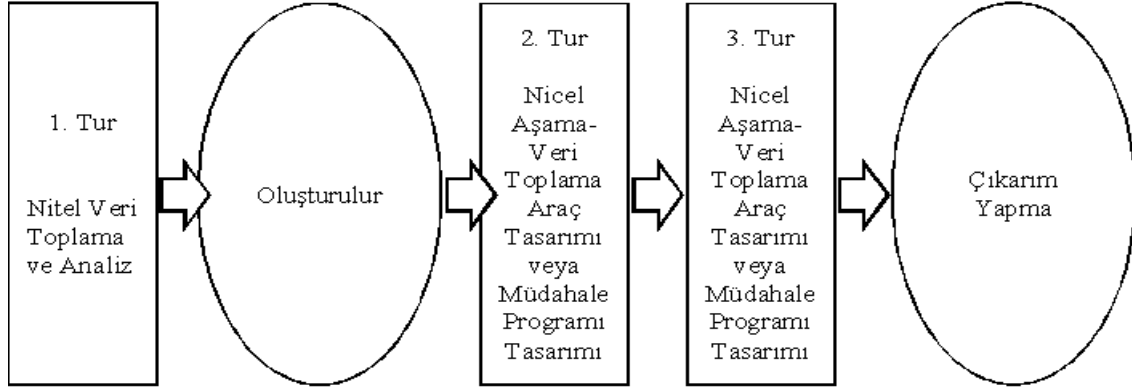 1. Tur
Nitel Veri
Toplama
ve Analiz
Oluşturulur
2. Tur
Nicel
Aşama-
Veri
Toplama
Araç
Tasarımı
veya
Müdahale
Programı
Tasarımı
3. Tur
Nicel
Aşama-
Veri
Toplama
Araç
Tasarımı
veya
Müdahale
Programı
Tasarımı
Çıkarım
Yapma